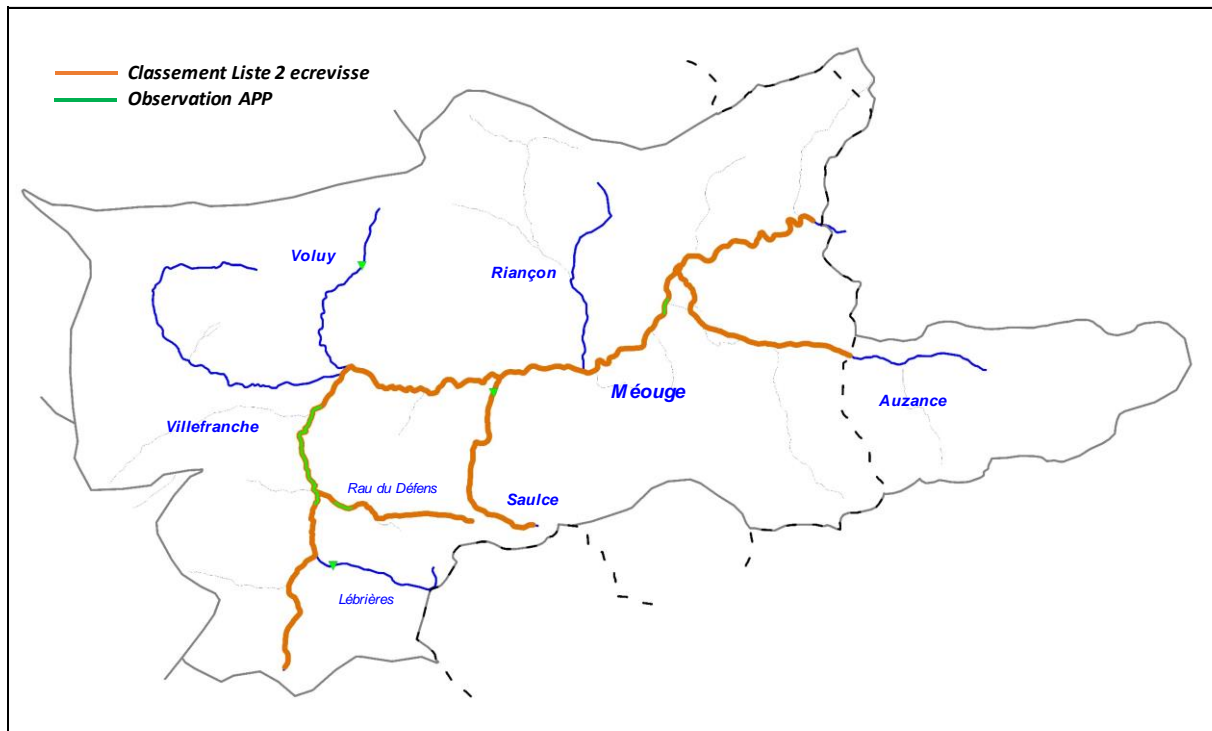 Classement Liste 2 ecrevisse
Observation APP
Voluy
Riançon
Méouge
Auzance
Villefranche
Rau du Défens
Saulce
Lébrières